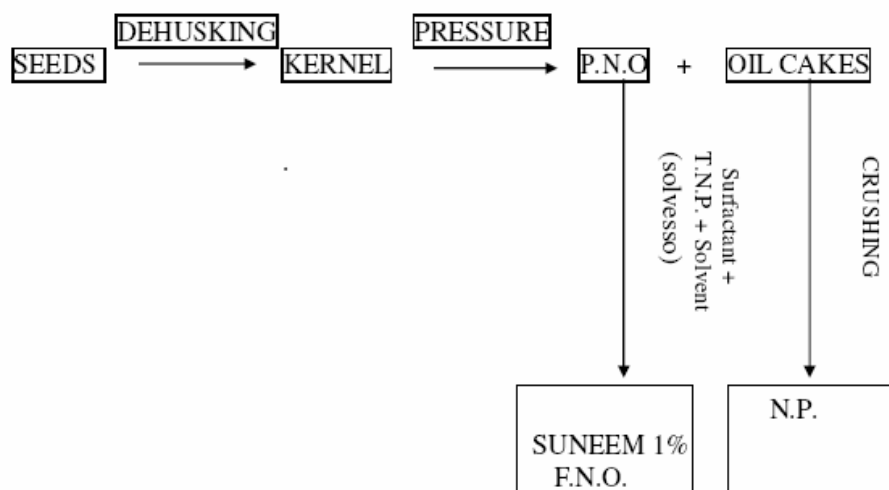 DEHUSKING
PRESSURE
SEEDS
KERNEL
P.N.O
+
OIL CAKES
Surfactant +
T.N.P. + Solvent
(solvesso)
CRUSHING
SUNEEM 1%
F.N.O.
N.P.